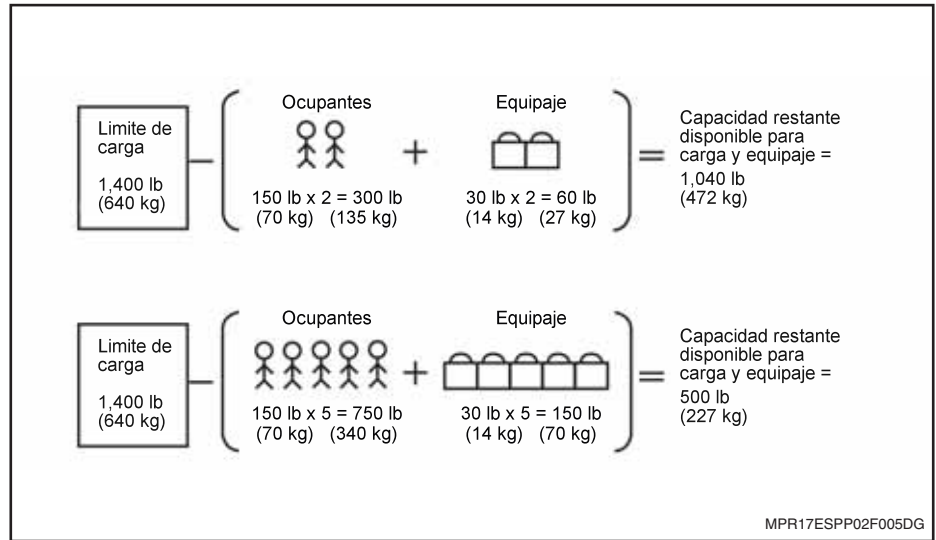 Ocupantes
Equipaje
Limite de
carga
1,400 lb
(640 kg)
150 lb x 2 = 300 lb
(70 kg) (135 kg)
30 lb x 2 = 60 lb
(14 kg) (27 kg)
Capacidad restante
disponible para
carga y equipaje =
1,040 lb
(472 kg)
Ocupantes
Equipaje
Limite de
carga
1,400 lb
(640 kg)
150 lb x 5 = 750 lb
(70 kg) (340 kg)
30 lb x 5 = 150 lb
(14 kg) (70 kg)
Capacidad restante
disponible para
carga y equipaje =
500 lb
(227 kg)
MPR17ESPP02F005DG